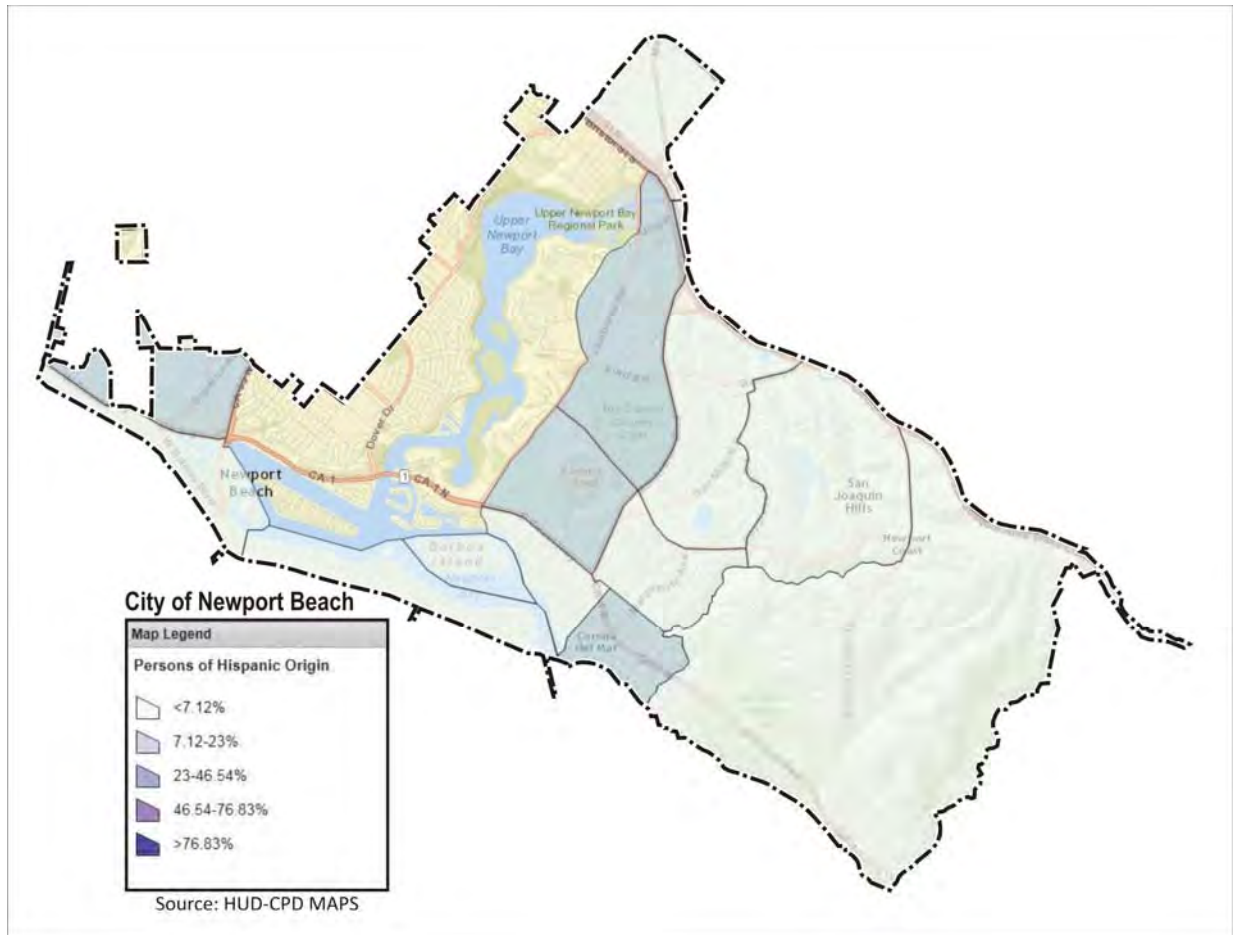 Upper Newport Bay
Regional Park
Upper
Newport
Bay
Dover Dr
Newport
Beach
CA 1
1
CA 1 N
San
Joaquin
Hills
Newport
Coast
Balboa
Island
Corona
del Mar
City of Newport Beach
Map Legend
Persons of Hispanic Origin
<7.12%
7.12-23%
23-46.54%
46.54-76.83%
>76.83%
Source: HUD-CPD MAPS